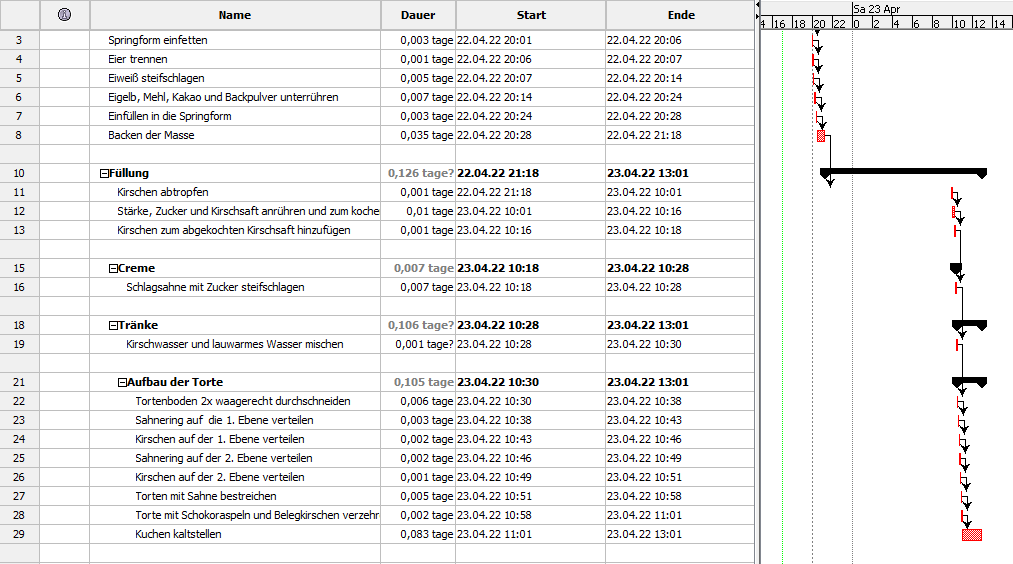 Name Dauer Start Ende
Sa 23 Apr
4 16 18 20 22 0 2 4 6 8 10 12 14
3 Springform einfetten 0,003 tage 22.04.22 20:01 22.04.22 20:06
4 Eier trennen 0,001 tage 22.04.22 20:06 22.04.22 20:07
5 Eiweiß steifschlagen 0,005 tage 22.04.22 20:07 22.04.22 20:14
6 Eigelb, Mehl, Kakao und Backpulver unterrühren 0,007 tage 22.04.22 20:14 22.04.22 20:24
7 Einfüllen in die Springform 0,003 tage 22.04.22 20:24 22.04.22 20:28
8 Backen der Masse 0,035 tage 22.04.22 20:28 22.04.22 21:18
10 Füllung 0,126 tage? 22.04.22 21:18 23.04.22 13:01
11 Kirschen abtropfen 0,001 tage 22.04.22 21:18 23.04.22 10:01
12 Stärke, Zucker und Kirschsaft anrühren und zum koche 0,01 tage 23.04.22 10:01 23.04.22 10:16
13 Kirschen zum abgekochten Kirschsaft hinzufügen 0,001 tage 23.04.22 10:16 23.04.22 10:18
15 Creme 0,007 tage 23.04.22 10:18 23.04.22 10:28
16 Schlagsahne mit Zucker steifschlagen 0,007 tage 23.04.22 10:18 23.04.22 10:28
18 Tränke 0,106 tage? 23.04.22 10:28 23.04.22 13:01
19 Kirschwasser und lauwarmes Wasser mischen 0,001 tage? 23.04.22 10:28 23.04.22 10:30
21 Aufbau der Torte 0,105 tage 23.04.22 10:30 23.04.22 13:01
22 Tortenboden 2x waagerecht durchschneiden 0,006 tage 23.04.22 10:30 23.04.22 10:38
23 Sahnering auf die 1. Ebene verteilen 0,003 tage 23.04.22 10:38 23.04.22 10:43
24 Kirschen auf der 1. Ebene verteilen 0,002 tage 23.04.22 10:43 23.04.22 10:46
25 Sahnering auf der 2. Ebene verteilen 0,002 tage 23.04.22 10:46 23.04.22 10:49
26 Kirschen auf der 2. Ebene verteilen 0,001 tage 23.04.22 10:49 23.04.22 10:51
27 Torten mit Sahne bestreichen 0,005 tage 23.04.22 10:51 23.04.22 10:58
28 Torte mit Schokoraspeln und Belegkirschen verzehr 0,002 tage 23.04.22 10:58 23.04.22 11:01
29 Kuchen kaltstellen 0,083 tage 23.04.22 11:01 23.04.22 13:01